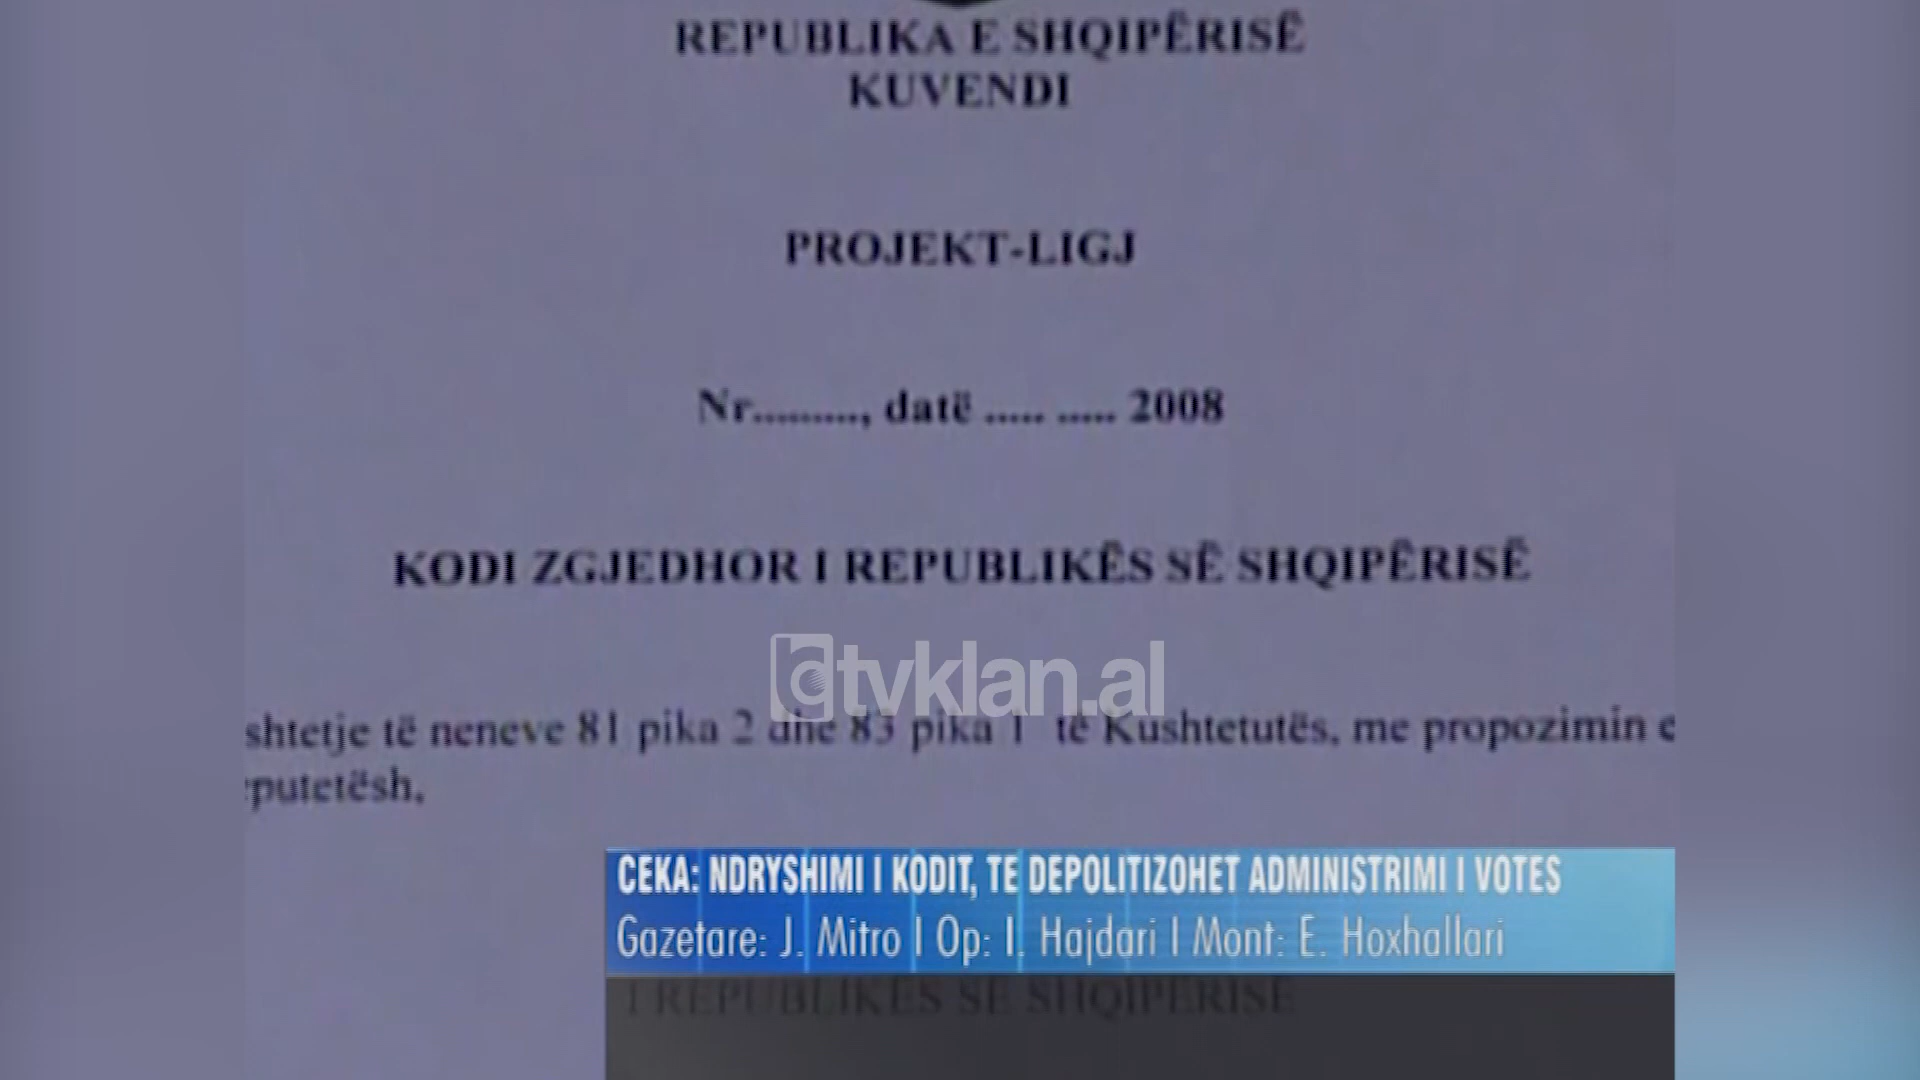 REPUBLIKA E SHQIPËRISË
KUVENDI
PROJEKT-LIGJ
Nr.........., datë ..... ..... 2008
KODI ZGJEDHOR I REPUBLIKËS SË SHQIPËRISË
tvklan.al
shtetje të neneve 81 pika 2 dhe 83 pika 1 të Kushtetutës, me propozimin e
putetësh,
CEKA: NDRYSHIMI I KODIT, TE DEPOLITIZOHET ADMINISTRIMI I VOTES
Gazetare: J. Mitro | Op: I. Hajdari | Mont: E. Hoxhallari
I REPUBLIKËS SË SHQIPËRISË